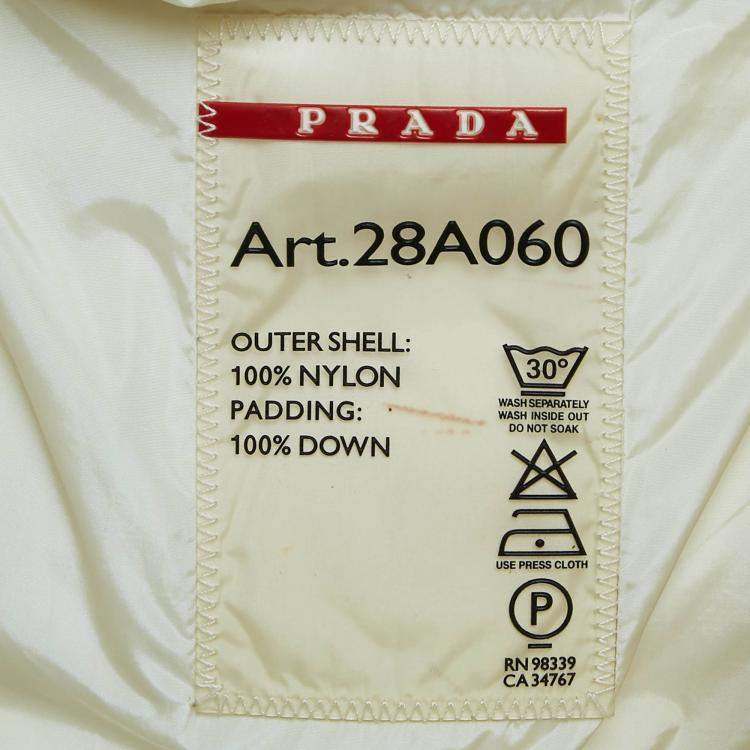 PRADA
Art.28A060
OUTER SHELL:
100% NYLON
PADDING:
100% DOWN
30°
WASH SEPARATELY
WASH INSIDE OUT
DO NOT SOAK
USE PRESS CLOTH
P
RN 98339
CA 34767